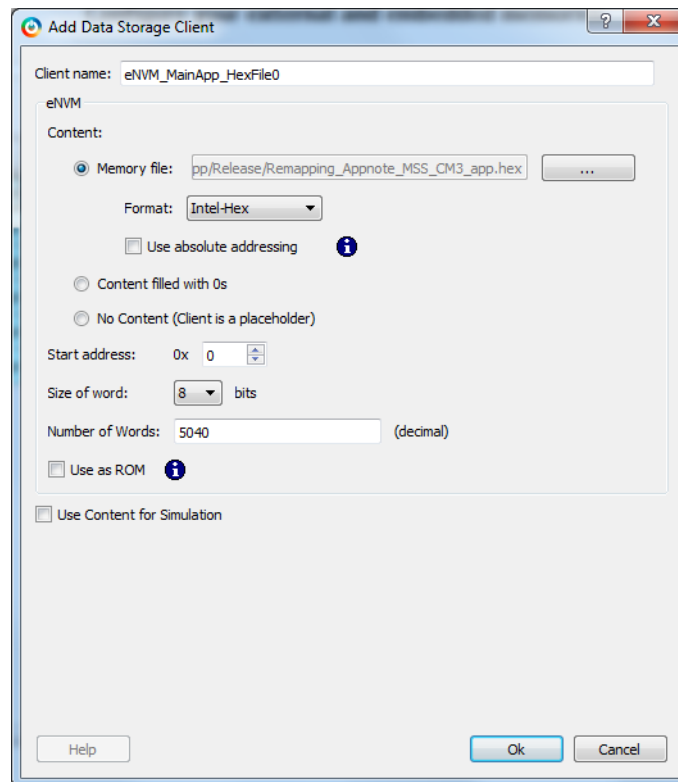 Add Data Storage Client
Client name: eNVM_MainApp_HexFile0
eNVM
Content:
Memory file: pp/Release/Remapping_Appnote_MSS_CM3_app.hex ...
Format: Intel-Hex
Use absolute addressing
Content filled with 0s
No Content (Client is a placeholder)
Start address: 0x 0
Size of word: 8 bits
Number of Words: 5040 (decimal)
Use as ROM
Use Content for Simulation
Help Ok Cancel